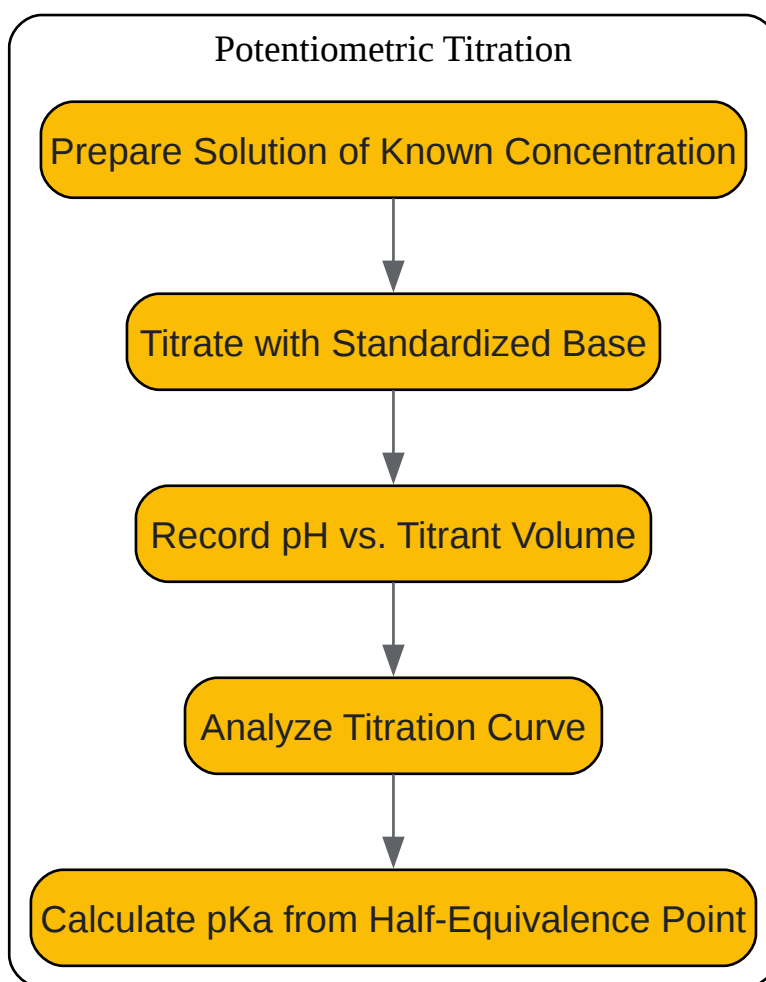 Potentiometric Titration
Prepare Solution of Known Concentration
Titrate with Standardized Base
Record pH vs. Titrant Volume
Analyze Titration Curve
Calculate pKa from Half-Equivalence Point